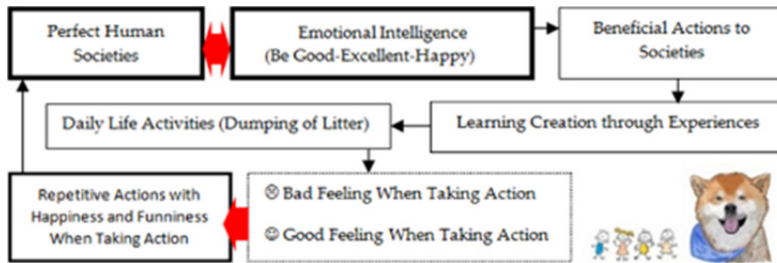 Perfect Human
Societies
Emotional Intelligence
(Be Good-Excellent-Happy)
Beneficial Actions to
Societies
Daily Life Activities (Dumping of Litter)
Learning Creation through Experiences
Repetitive Actions with
Happiness and Funniness
When Taking Action
☹ Bad Feeling When Taking Action
☺ Good Feeling When Taking Action